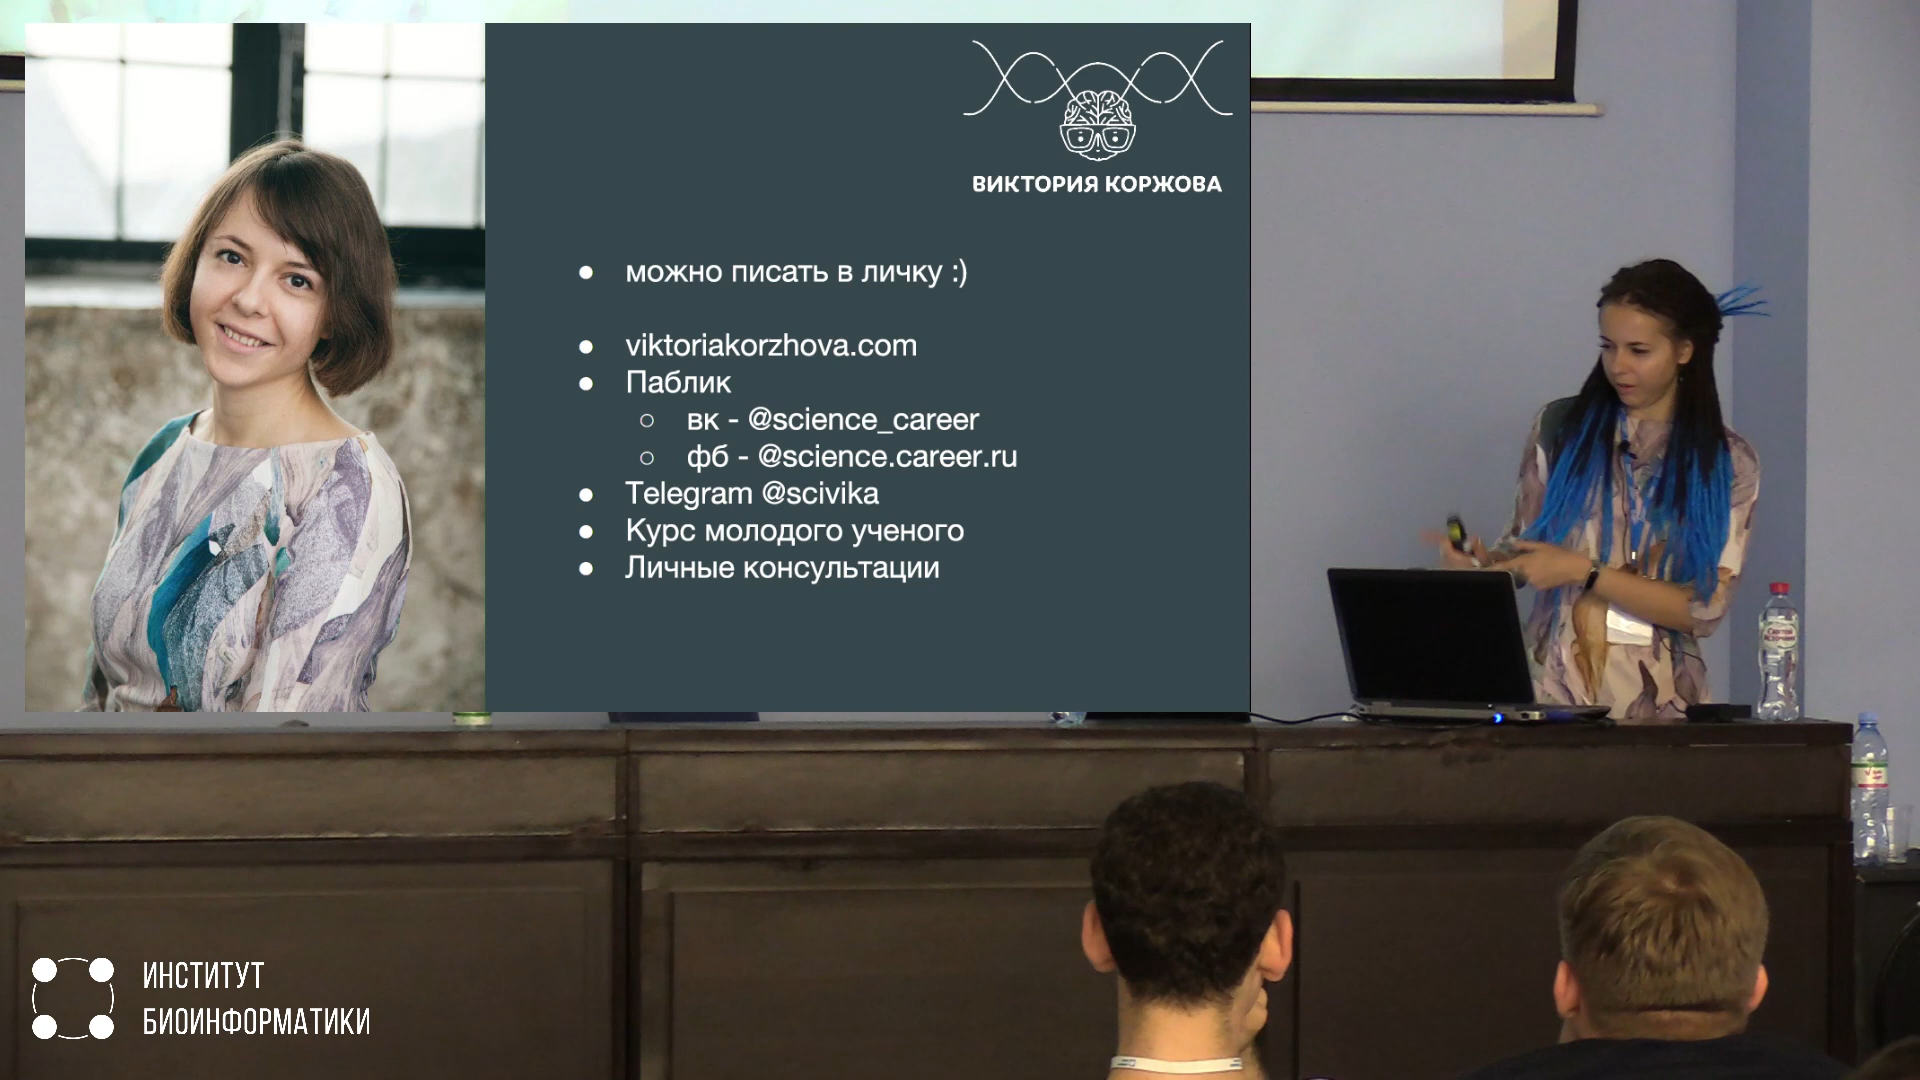 ВИКТОРИЯ КОРЖОВА
можно писать в личку :)
viktoriakorzhova.com
Паблик
вк - @science_career
фб - @science.career.ru
Telegram @scivika
Курс молодого ученого
Личные консультации
ИНСТИТУТ
БИОИНФОРМАТИКИ